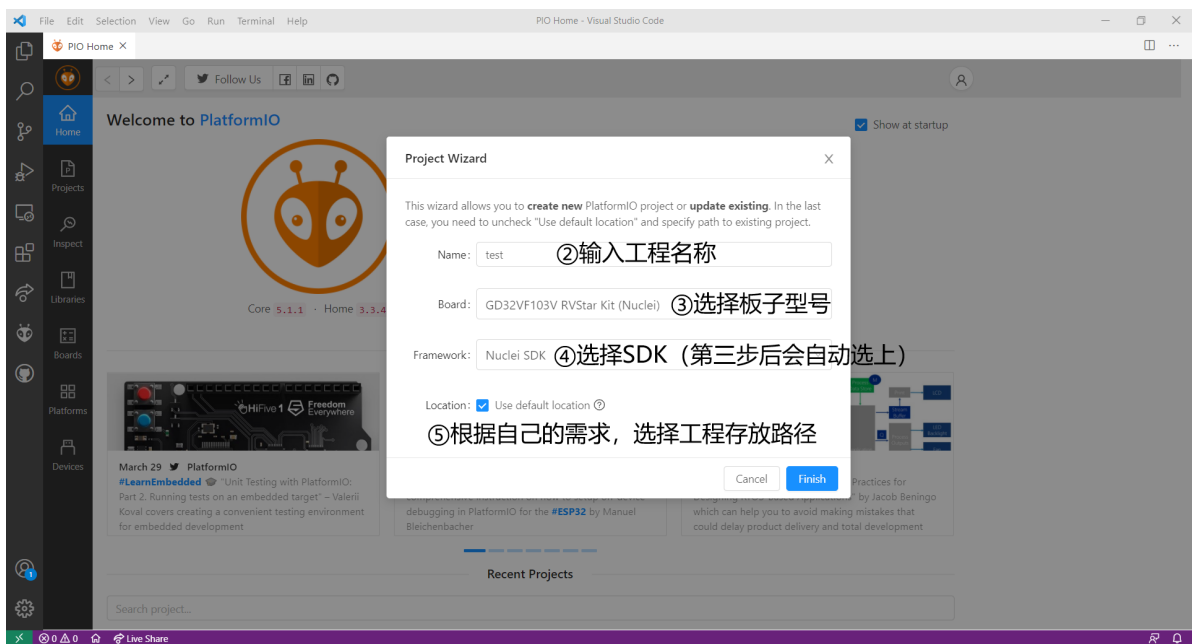 File Edit Selection View Go Run Terminal Help
PIO Home - Visual Studio Code
PIO Home
Follow Us
Home
Projects
Inspect
Libraries
Boards
Platforms
Devices
Welcome to PlatformIO
Show at startup
Core 5.1.1 · Home 3.3.4
Project Wizard
This wizard allows you to create new PlatformIO project or update existing. In the last
case, you need to uncheck "Use default location" and specify path to existing project.
Name: test ②输入工程名称
Board: GD32VF103V RVStar Kit (Nuclei) ③选择板子型号
Framework: Nuclei SDK ④选择SDK（第三步后会自动选上）
Location: Use default location
⑤根据自己的需求，选择工程存放路径
Cancel Finish
HiFive 1 Freedom Everywhere
March 29 PlatformIO
#LearnEmbedded "Unit Testing with PlatformIO:
Part 2. Running tests on an embedded target" – Valerii
Koval covers creating a convenient testing environment
for embedded development
debugging in PlatformIO for the #ESP32 by Manuel
Bleichenbacher
Practices for
by Jacob Beningo
which can help you to avoid making mistakes that
could delay product delivery and total development
Recent Projects
Search project...
1
0 0 Live Share